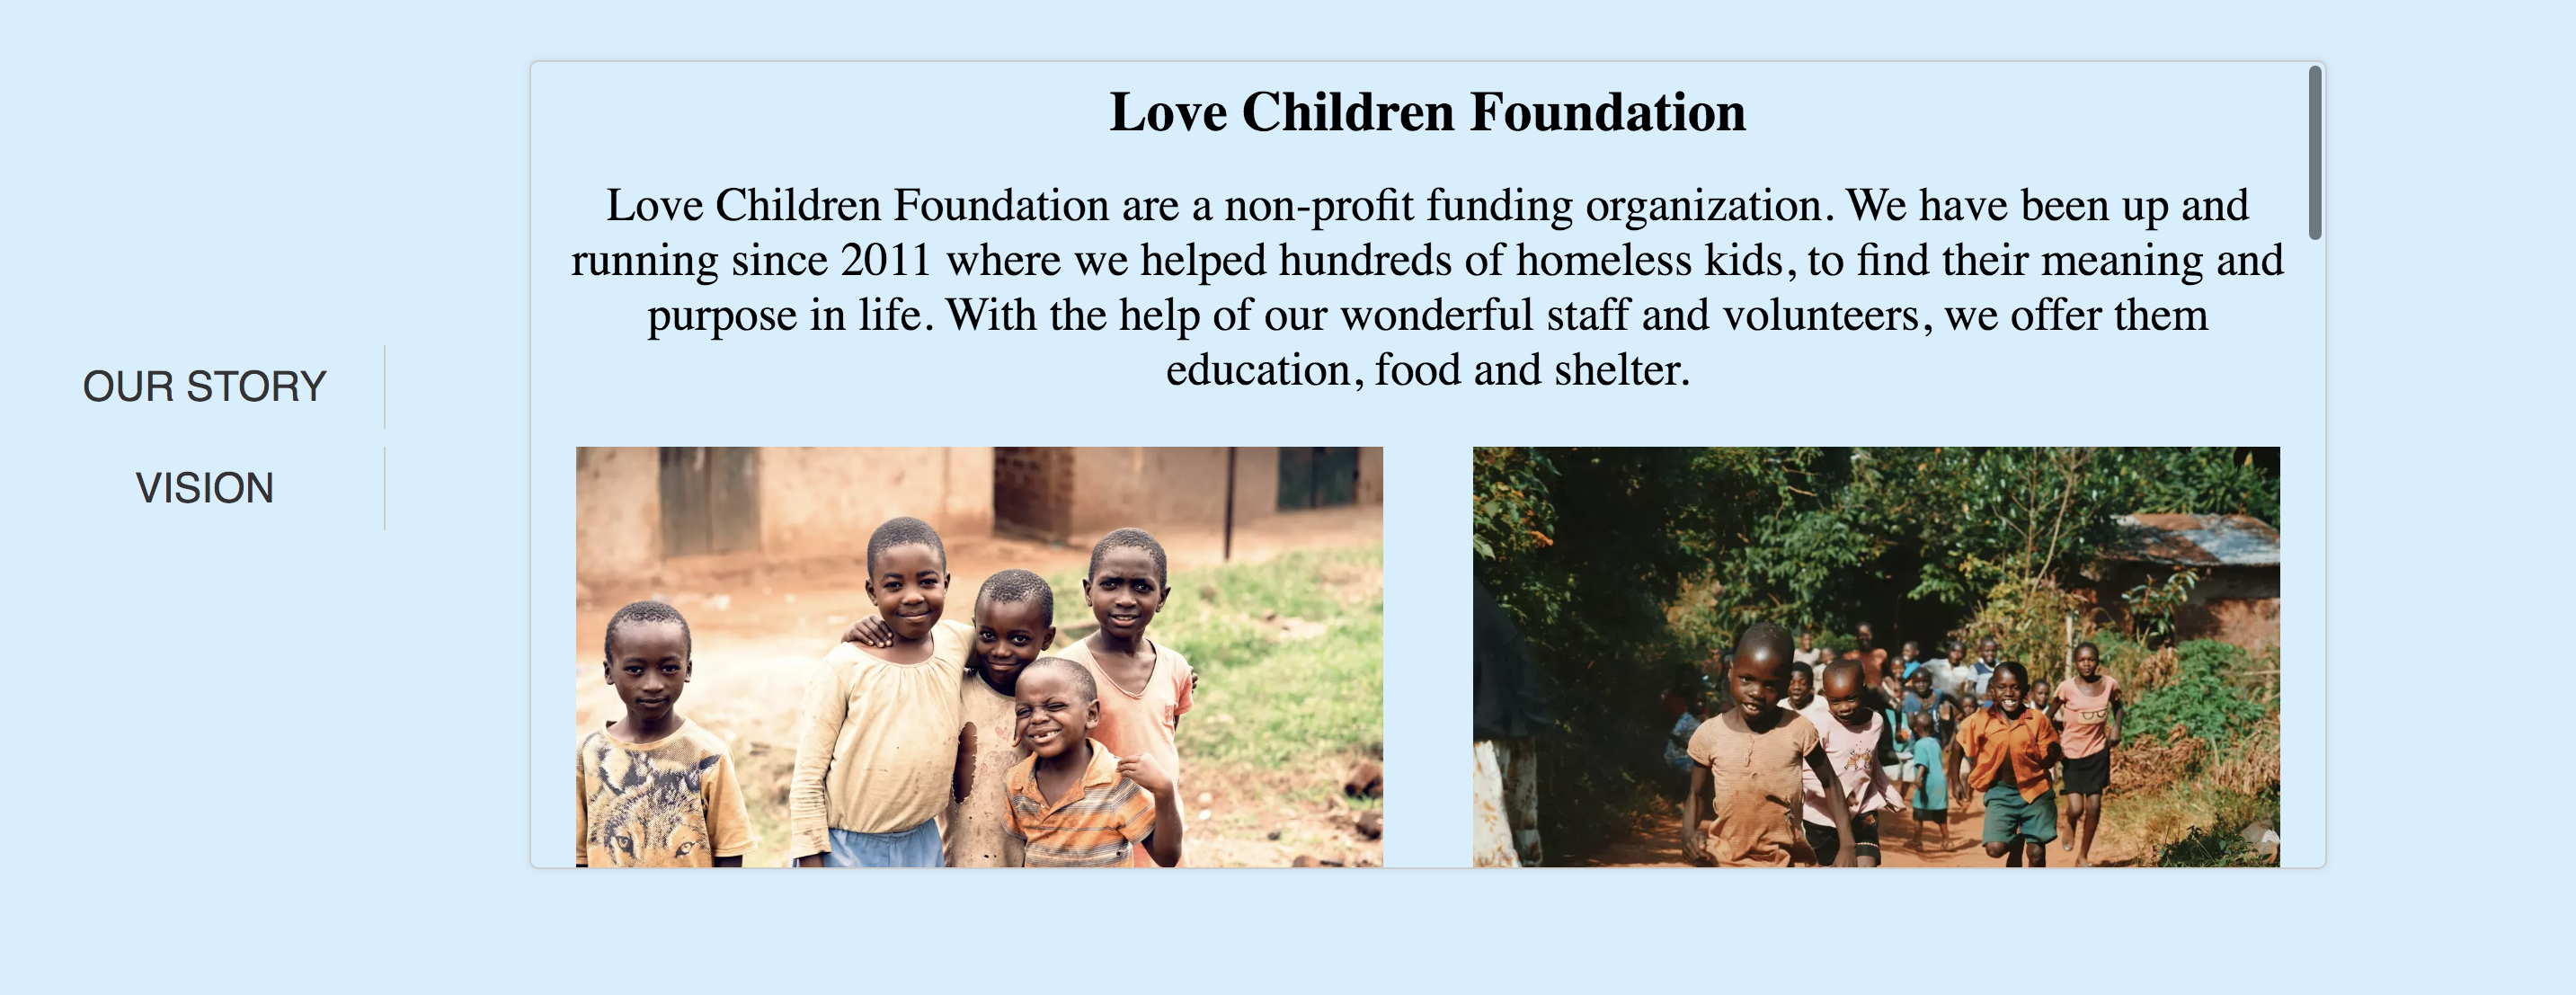 Love Children Foundation
Love Children Foundation are a non-profit funding organization. We have been up and
running since 2011 where we helped hundreds of homeless kids, to find their meaning and
purpose in life. With the help of our wonderful staff and volunteers, we offer them
education, food and shelter.
OUR STORY
VISION